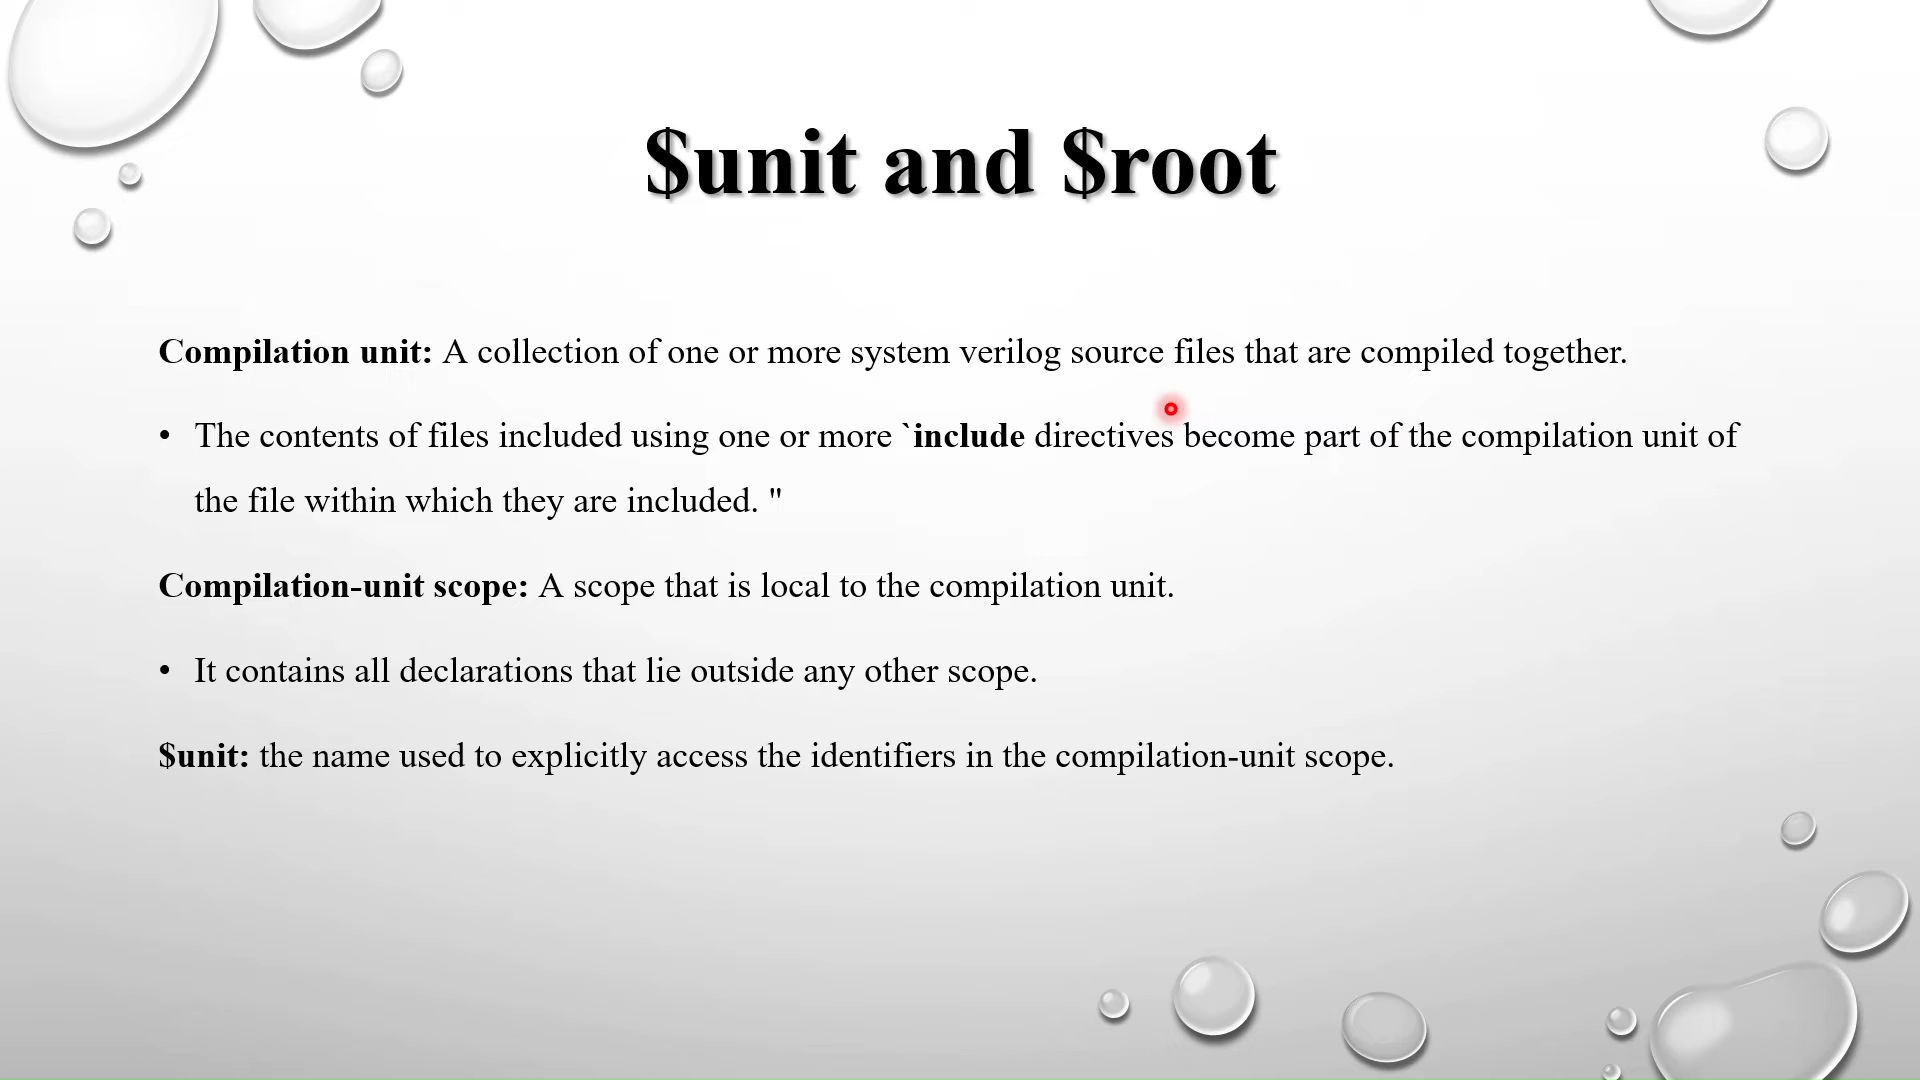 $unit and $root
Compilation unit: A collection of one or more system verilog source files that are compiled together.
• The contents of files included using one or more `include directives become part of the compilation unit of
the file within which they are included. "
Compilation-unit scope: A scope that is local to the compilation unit.
• It contains all declarations that lie outside any other scope.
$unit: the name used to explicitly access the identifiers in the compilation-unit scope.